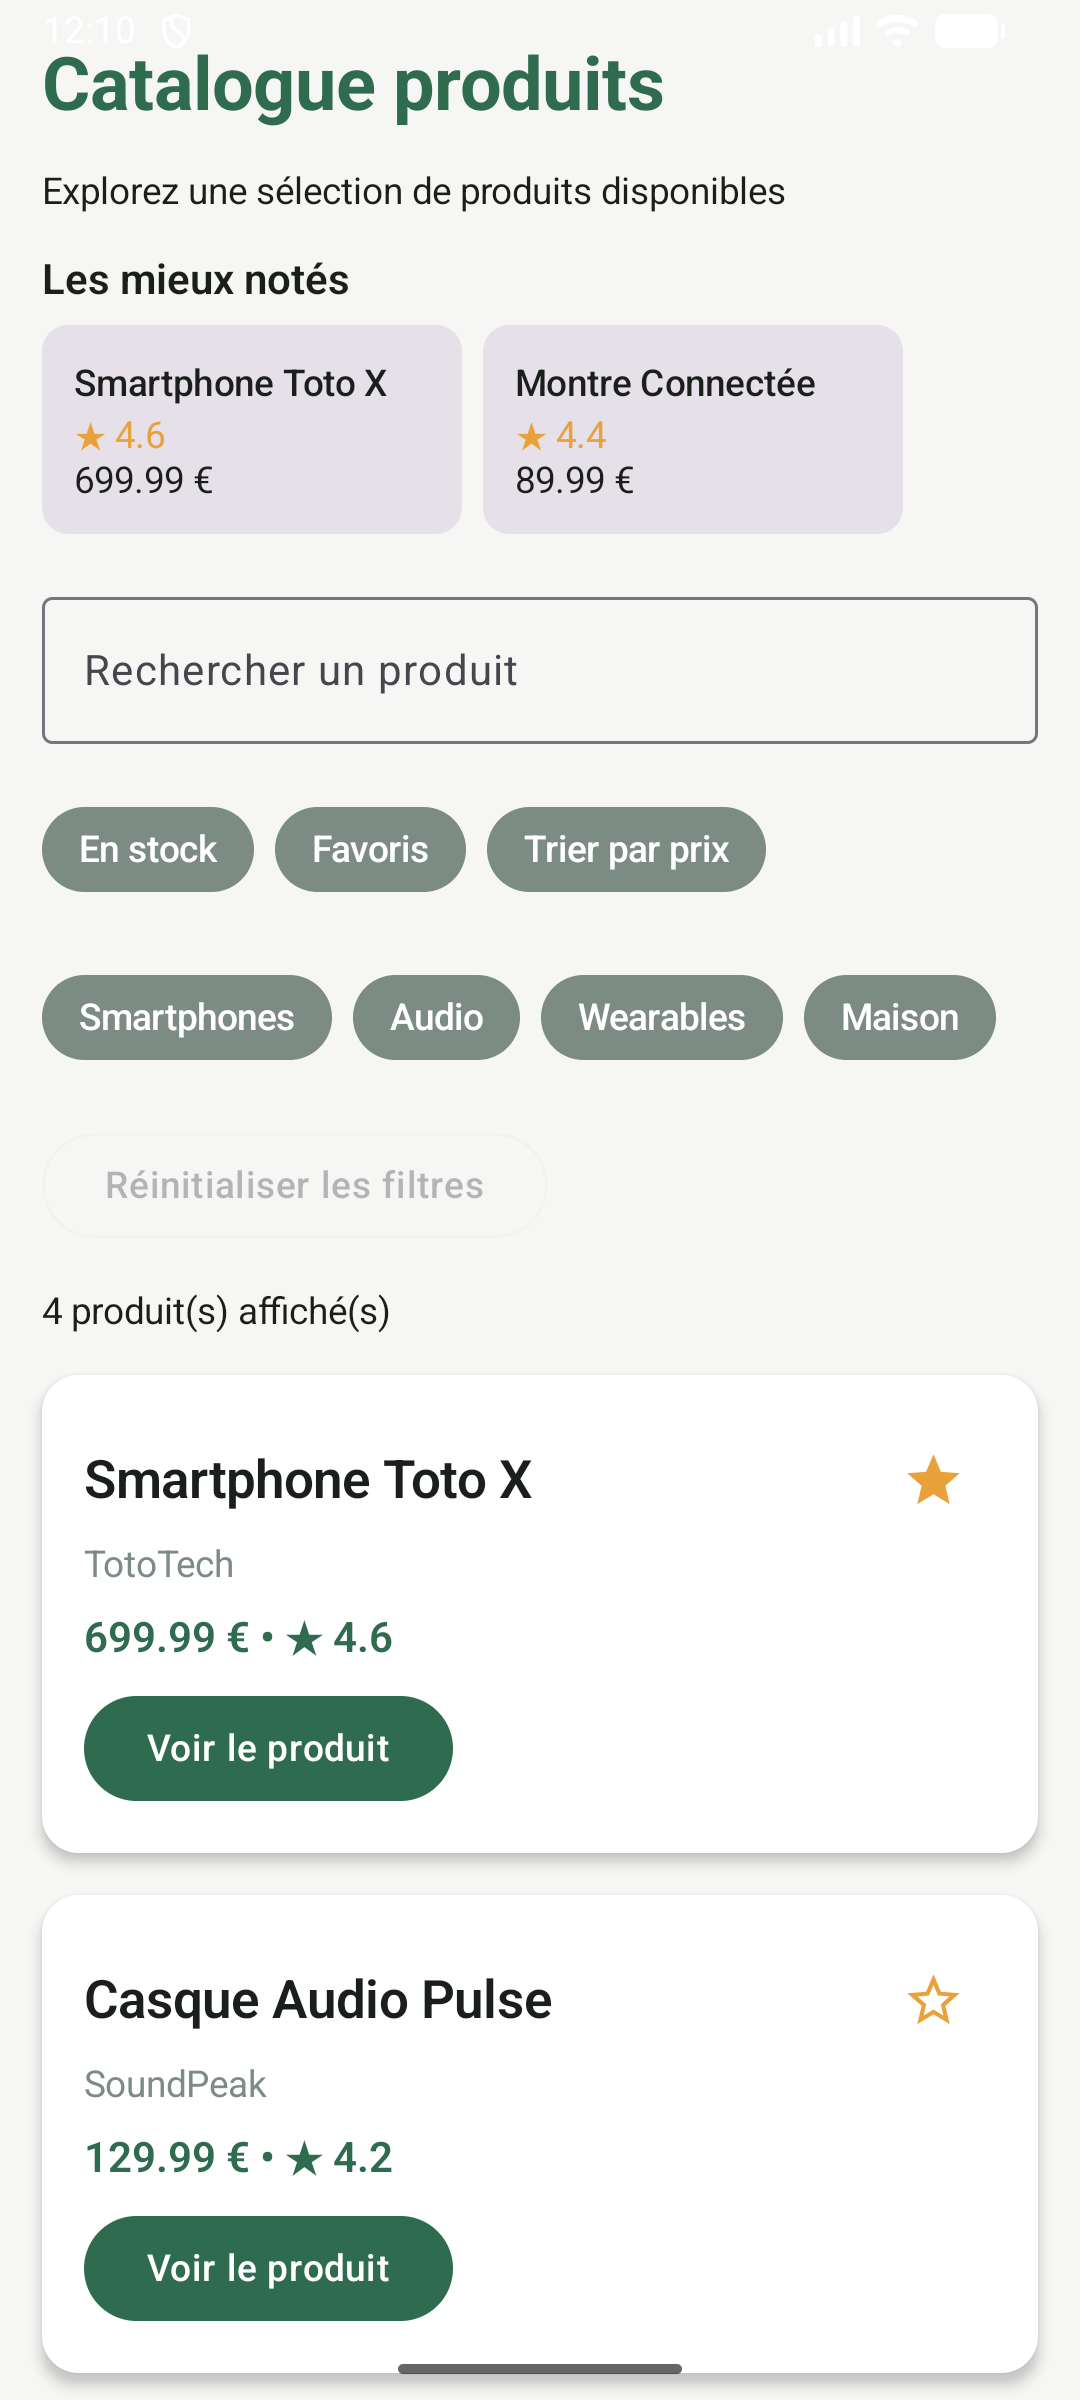 12:10
Catalogue produits
Explorez une sélection de produits disponibles
Les mieux notés
Smartphone Toto X
★ 4.6
699.99 €
Montre Connectée
★ 4.4
89.99 €
Rechercher un produit
En stock
Favoris
Trier par prix
Smartphones
Audio
Wearables
Maison
Réinitialiser les filtres
4 produit(s) affiché(s)
Smartphone Toto X
TotoTech
699.99 € • ★ 4.6
Voir le produit
Casque Audio Pulse
SoundPeak
129.99 € • ★ 4.2
Voir le produit